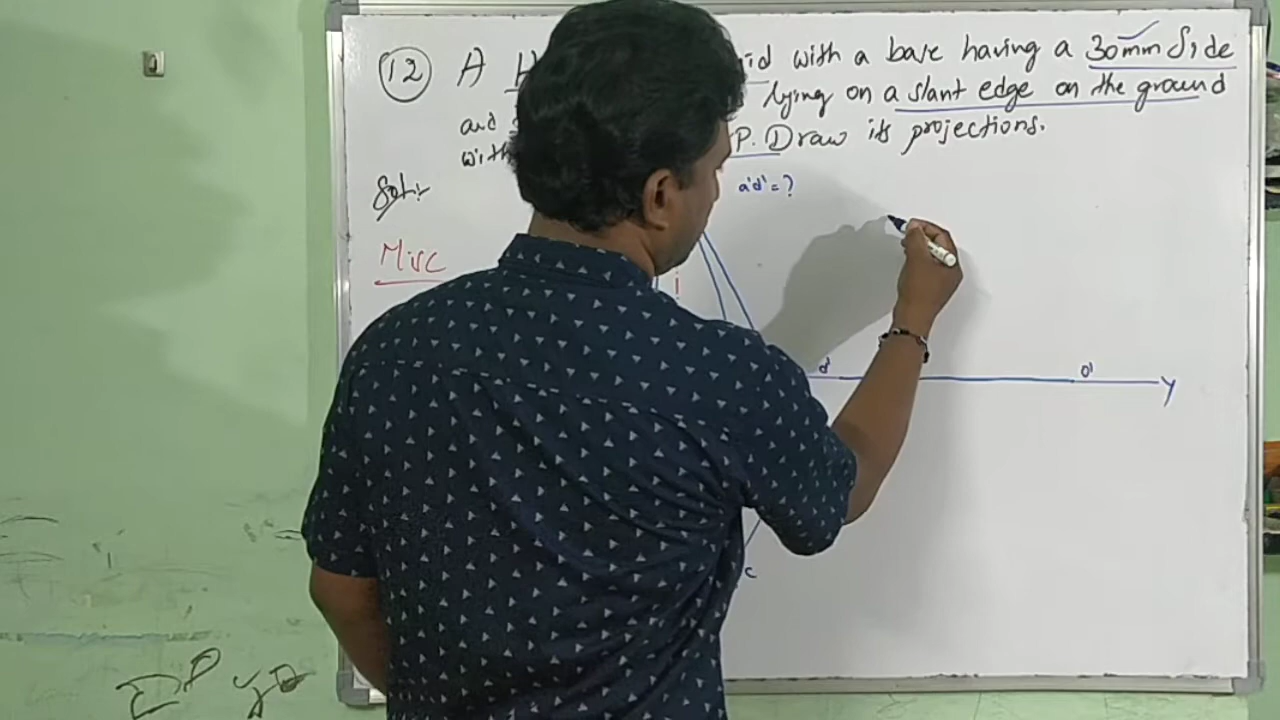 12 A H id with a base having a 30mm Side
and lying on a slant edge on the ground
with P. Draw its projections.
Sol:-
a'd' = ?
Misc
d'
o'
Y
c